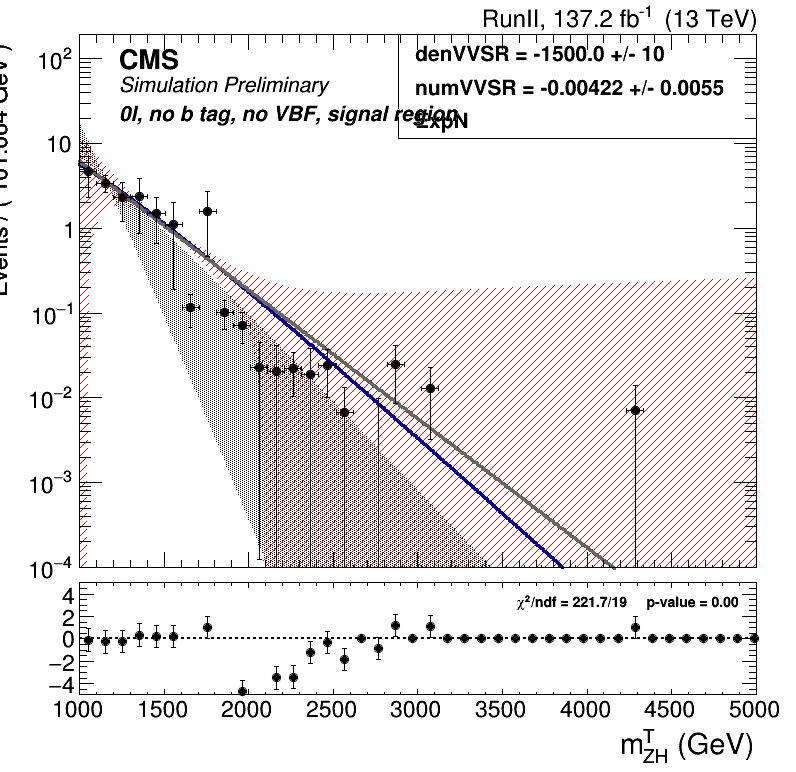 RunII, 137.2 fb⁻¹ (13 TeV)
CMS
Simulation Preliminary
0l, no b tag, no VBF, signal region
denVVSR = -1500.0 +/- 10
numVVSR = -0.00422 +/- 0.0055
ExpN
10²
10
1
10⁻¹
10⁻²
10⁻³
10⁻⁴
χ²/ndf = 221.7/19 p-value = 0.00
4
2
0
−2
−4
1000 1500 2000 2500 3000 3500 4000 4500 5000
m^T_ZH (GeV)